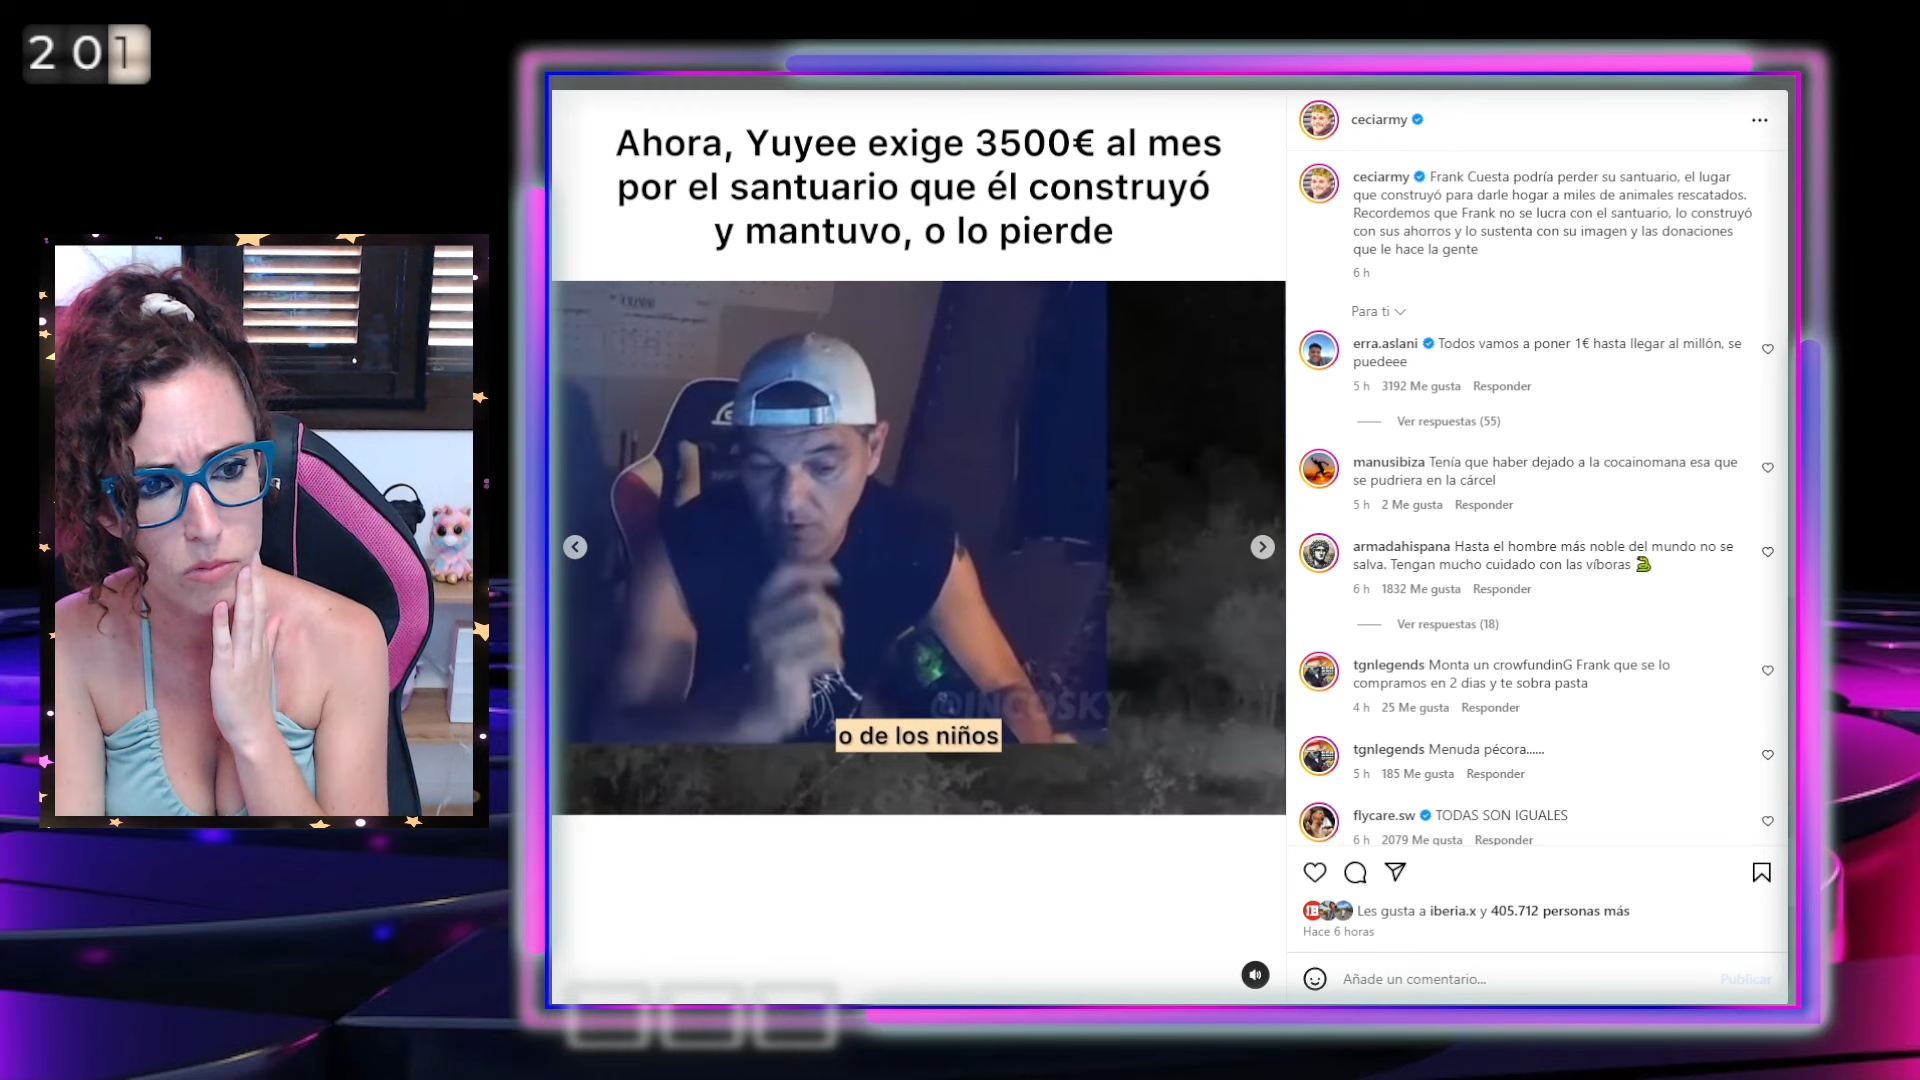 201
Ahora, Yuyee exige 3500€ al mes
por el santuario que él construyó
y mantuvo, o lo pierde
@INCOSKY
o de los niños
ceciarmy
ceciarmy Frank Cuesta podría perder su santuario, el lugar
que construyó para darle hogar a miles de animales rescatados.
Recordemos que Frank no se lucra con el santuario, lo construyó
con sus ahorros y lo sustenta con su imagen y las donaciones
que le hace la gente
6 h
Para ti
erra.aslani Todos vamos a poner 1€ hasta llegar al millón, se
puedeee
5 h 3192 Me gusta Responder
Ver respuestas (55)
manusibiza Tenía que haber dejado a la cocainomana esa que
se pudriera en la cárcel
5 h 2 Me gusta Responder
armadahispana Hasta el hombre más noble del mundo no se
salva. Tengan mucho cuidado con las víboras
6 h 1832 Me gusta Responder
Ver respuestas (18)
tgnlegends Monta un crowfundinG Frank que se lo
compramos en 2 dias y te sobra pasta
4 h 25 Me gusta Responder
tgnlegends Menuda pécora......
5 h 185 Me gusta Responder
flycare.sw TODAS SON IGUALES
6 h 2079 Me gusta Responder
Les gusta a iberia.x y 405.712 personas más
Hace 6 horas
Añade un comentario...
Publicar